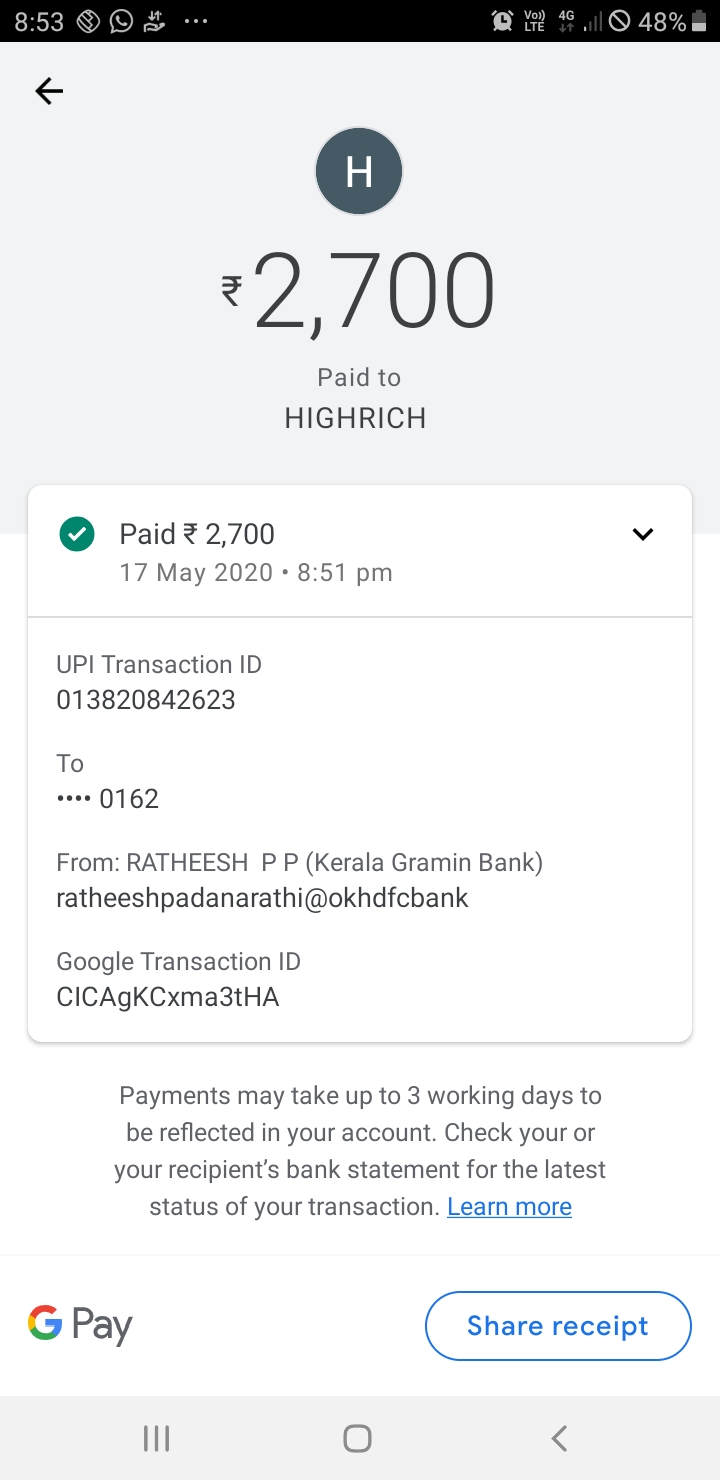 8:53
Vo)) 4G 48%
LTE
H
₹2,700
Paid to
HIGHRICH
Paid ₹ 2,700
17 May 2020 • 8:51 pm
UPI Transaction ID
013820842623
To
•••• 0162
From: RATHEESH  P P (Kerala Gramin Bank)
ratheeshpadanarathi@okhdfcbank
Google Transaction ID
CICAgKCxma3tHA
Payments may take up to 3 working days to
be reflected in your account. Check your or
your recipient’s bank statement for the latest
status of your transaction. Learn more
G Pay
Share receipt